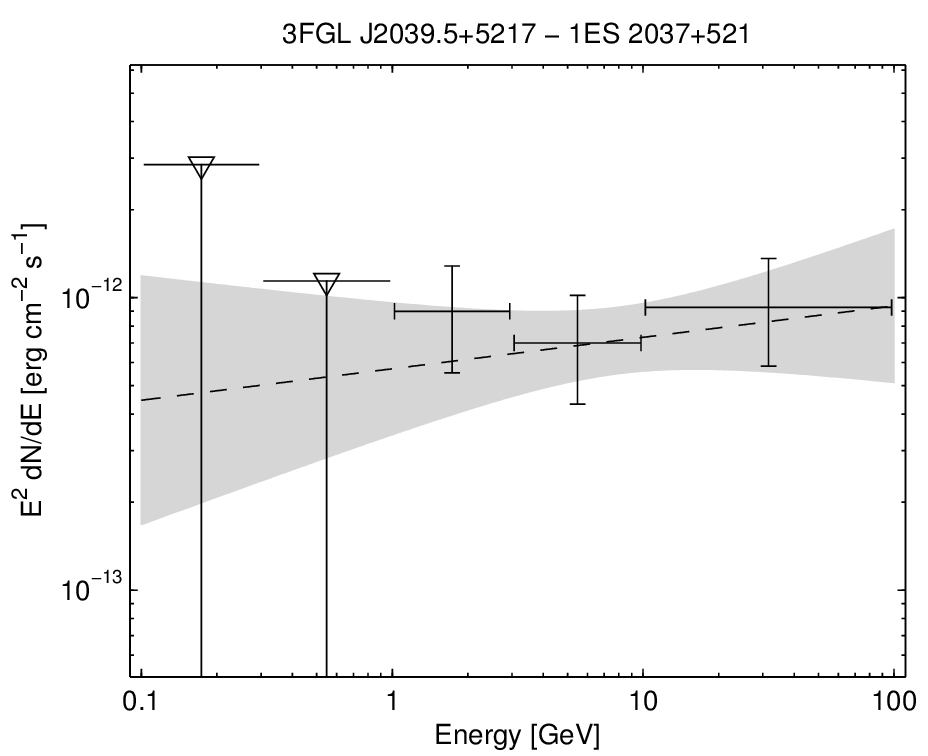 3FGL J2039.5+5217 − 1ES 2037+521
E² dN/dE [erg cm⁻² s⁻¹]
10⁻¹²
10⁻¹³
0.1 1 10 100
Energy [GeV]